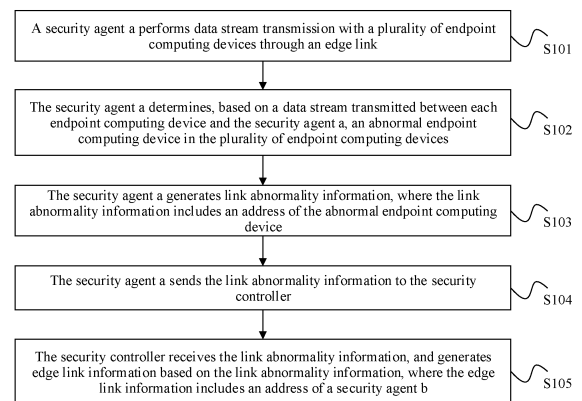 A security agent a performs data stream transmission with a plurality of endpoint
computing devices through an edge link
S101
The security agent a determines, based on a data stream transmitted between each
endpoint computing device and the security agent a, an abnormal endpoint
computing device in the plurality of endpoint computing devices
S102
The security agent a generates link abnormality information, where the link
abnormality information includes an address of the abnormal endpoint computing
device
S103
The security agent a sends the link abnormality information to the security
controller
S104
The security controller receives the link abnormality information, and generates
edge link information based on the link abnormality information, where the edge
link information includes an address of a security agent b
S105